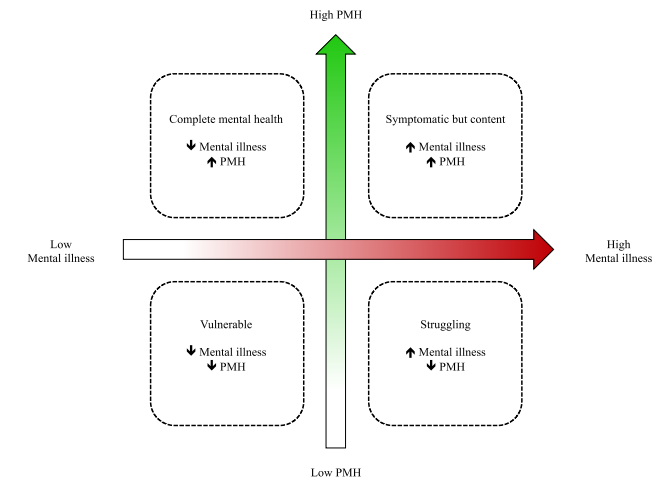 High PMH
Complete mental health
↓ Mental illness
↑ PMH
Symptomatic but content
↑ Mental illness
↑ PMH
Low
Mental illness
High
Mental illness
Vulnerable
↓ Mental illness
↓ PMH
Struggling
↑ Mental illness
↓ PMH
Low PMH